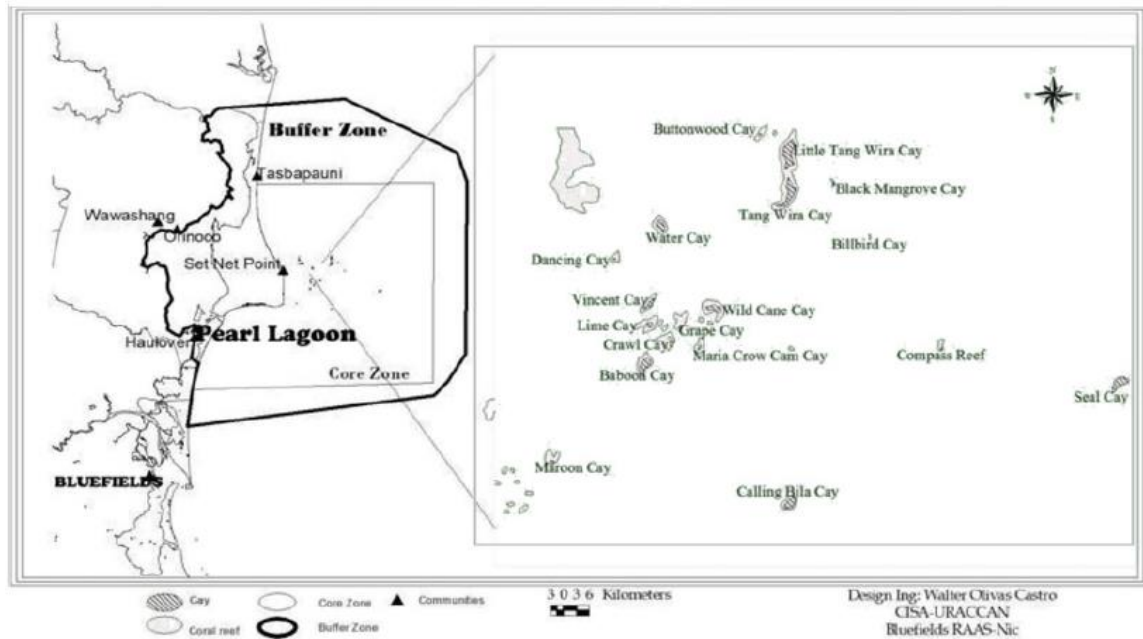 Buffer Zone
Tasbapauni
Wawashang
Orinoco
Set Net Point
Pearl Lagoon
Haulover
Core Zone
BLUEFIELDS
N
W E
S
Buttonwood Cay
Little Tang Wira Cay
Black Mangrove Cay
Tang Wira Cay
Billbird Cay
Water Cay
Dancing Cay
Vincent Cay
Wild Cane Cay
Lime Cay
Grape Cay
Crawl Cay
Maria Crow Cam Cay
Compass Reef
Baboon Cay
Seal Cay
Maroon Cay
Calling Bila Cay
Cay
Core Zone
Communities
Coral reef
Buffer Zone
3 0 3 6 Kilometers
Design Ing: Walter Olivas Castro
CISA-URACCAN
Bluefields RAAS-Nic